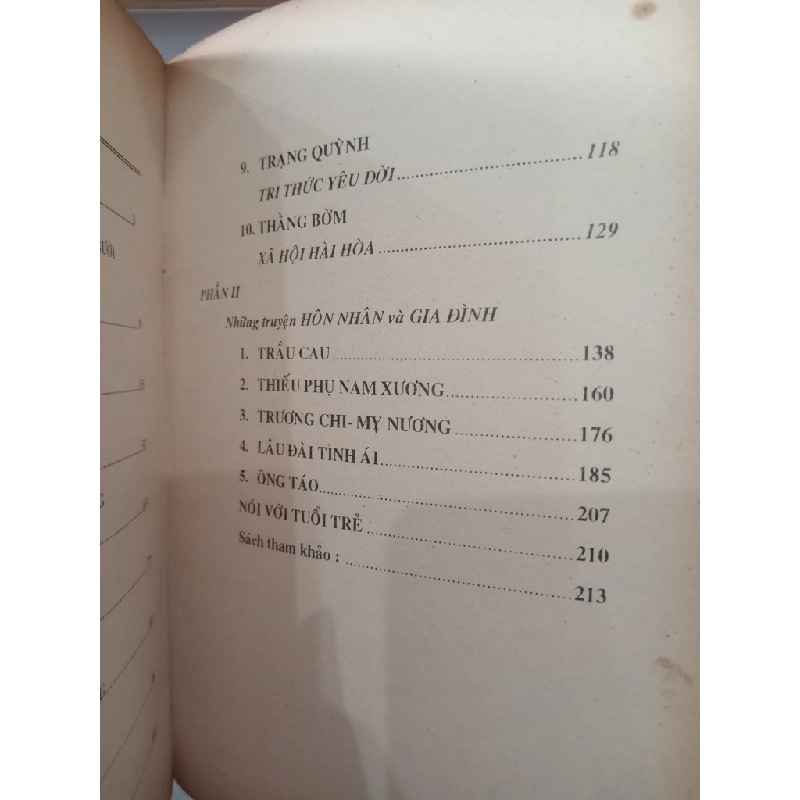 9. TRẠNG QUỲNH
TRI THỨC YÊU ĐỜI 118
10. THẰNG BỜM
XÃ HỘI HÀI HÒA 129
PHẦN II
Những truyện HÔN NHÂN và GIA ĐÌNH
1. TRẦU CAU 138
2. THIẾU PHỤ NAM XƯƠNG 160
3. TRƯƠNG CHI- MỴ NƯƠNG 176
4. LÂU ĐÀI TÌNH ÁI 185
5. ÔNG TÁO 207
NÓI VỚI TUỔI TRẺ 210
Sách tham khảo : 213